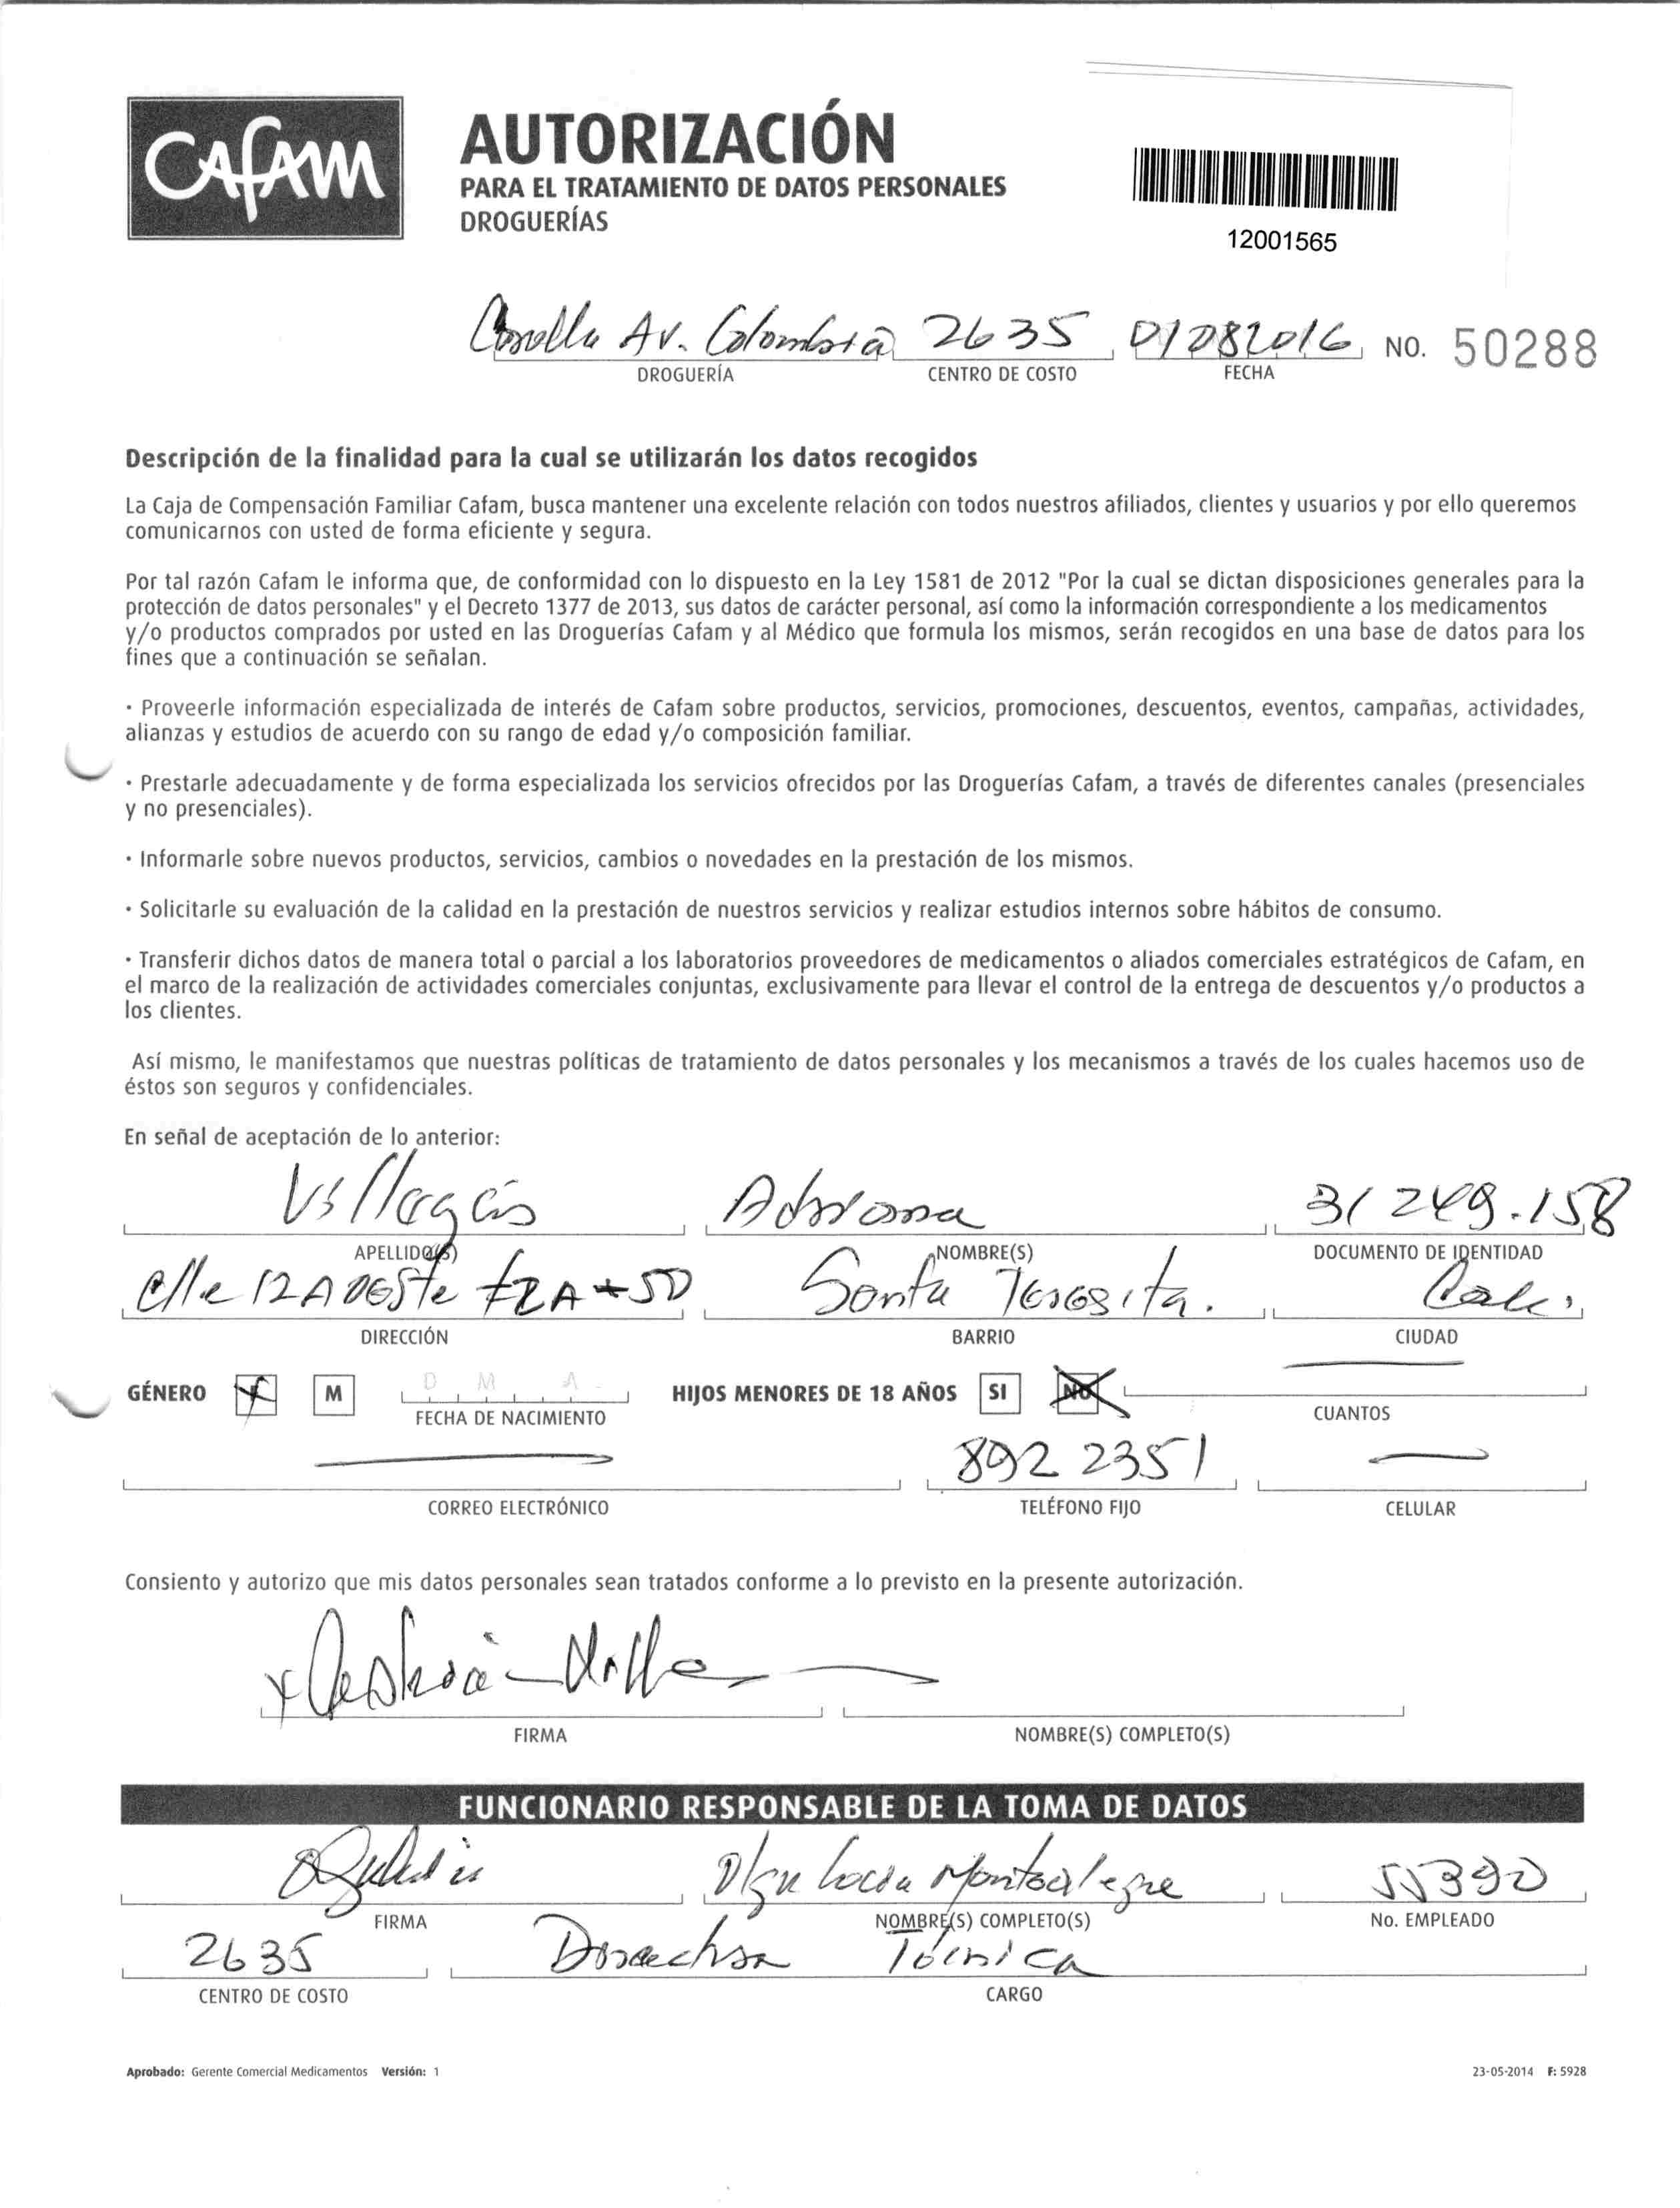 Cafam
AUTORIZACIÓN
PARA EL TRATAMIENTO DE DATOS PERSONALES
DROGUERÍAS
12001565
Av. Colombia 2635 01082016 NO. 50288
DROGUERÍA CENTRO DE COSTO FECHA
Descripción de la finalidad para la cual se utilizarán los datos recogidos
La Caja de Compensación Familiar Cafam, busca mantener una excelente relación con todos nuestros afiliados, clientes y usuarios y por ello queremos
comunicarnos con usted de forma eficiente y segura.
Por tal razón Cafam le informa que, de conformidad con lo dispuesto en la Ley 1581 de 2012 "Por la cual se dictan disposiciones generales para la
protección de datos personales" y el Decreto 1377 de 2013, sus datos de carácter personal, así como la información correspondiente a los medicamentos
y/o productos comprados por usted en las Droguerías Cafam y al Médico que formula los mismos, serán recogidos en una base de datos para los
fines que a continuación se señalan.
· Proveerle información especializada de interés de Cafam sobre productos, servicios, promociones, descuentos, eventos, campañas, actividades,
alianzas y estudios de acuerdo con su rango de edad y/o composición familiar.
· Prestarle adecuadamente y de forma especializada los servicios ofrecidos por las Droguerías Cafam, a través de diferentes canales (presenciales
y no presenciales).
· Informarle sobre nuevos productos, servicios, cambios o novedades en la prestación de los mismos.
· Solicitarle su evaluación de la calidad en la prestación de nuestros servicios y realizar estudios internos sobre hábitos de consumo.
· Transferir dichos datos de manera total o parcial a los laboratorios proveedores de medicamentos o aliados comerciales estratégicos de Cafam, en
el marco de la realización de actividades comerciales conjuntas, exclusivamente para llevar el control de la entrega de descuentos y/o productos a
los clientes.
Así mismo, le manifestamos que nuestras políticas de tratamiento de datos personales y los mecanismos a través de los cuales hacemos uso de
éstos son seguros y confidenciales.
En señal de aceptación de lo anterior:
Villegas Adriana 31 249.158
APELLIDO(S) NOMBRE(S) DOCUMENTO DE IDENTIDAD
Clle 12A Oeste #2A+50 Santa Teresita. Cali.
DIRECCIÓN BARRIO CIUDAD
GÉNERO F M D M A HIJOS MENORES DE 18 AÑOS SI NO
FECHA DE NACIMIENTO CUANTOS
892 2351
CORREO ELECTRÓNICO TELÉFONO FIJO CELULAR
Consiento y autorizo que mis datos personales sean tratados conforme a lo previsto en la presente autorización.
FIRMA NOMBRE(S) COMPLETO(S)
FUNCIONARIO RESPONSABLE DE LA TOMA DE DATOS
Olga Lucia Montealegre 55390
FIRMA NOMBRE(S) COMPLETO(S) No. EMPLEADO
2635 Directora Técnica
CENTRO DE COSTO CARGO
Aprobado: Gerente Comercial Medicamentos Versión: 1 23-05-2014 F: 5928